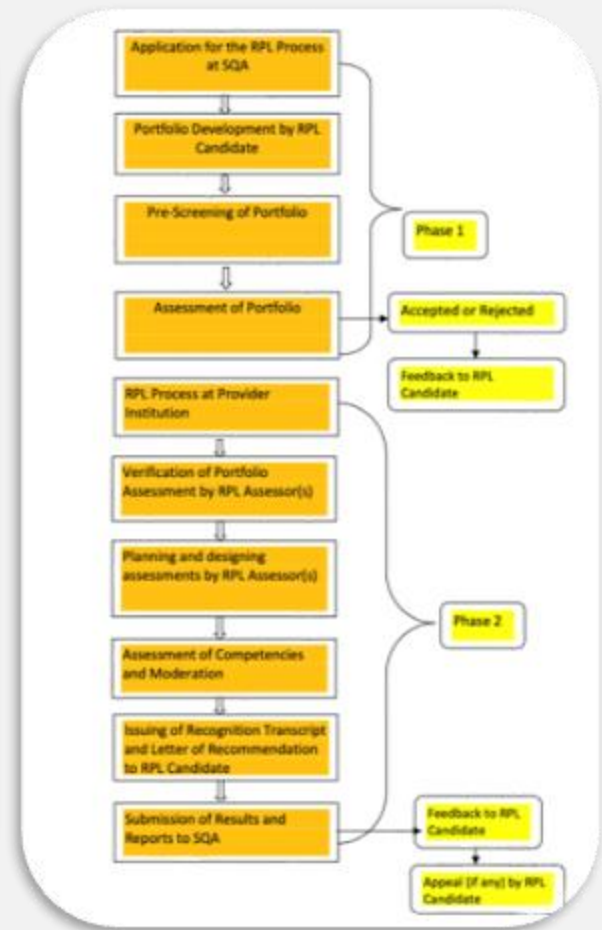 Application for the RPL Process
at SQA
Portfolio Development by RPL
Candidate
Pre-Screening of Portfolio
Phase 1
Assessment of Portfolio
Accepted or Rejected
Feedback to RPL
Candidate
RPL Process at Provider
Institution
Verification of Portfolio
Assessment by RPL Assessor(s)
Planning and designing
assessments by RPL Assessor(s)
Phase 2
Assessment of Competencies
and Moderation
Issuing of Recognition Transcript
and Letter of Recommendation
to RPL Candidate
Submission of Results and
Reports to SQA
Feedback to RPL
Candidate
Appeal (if any) by RPL
Candidate